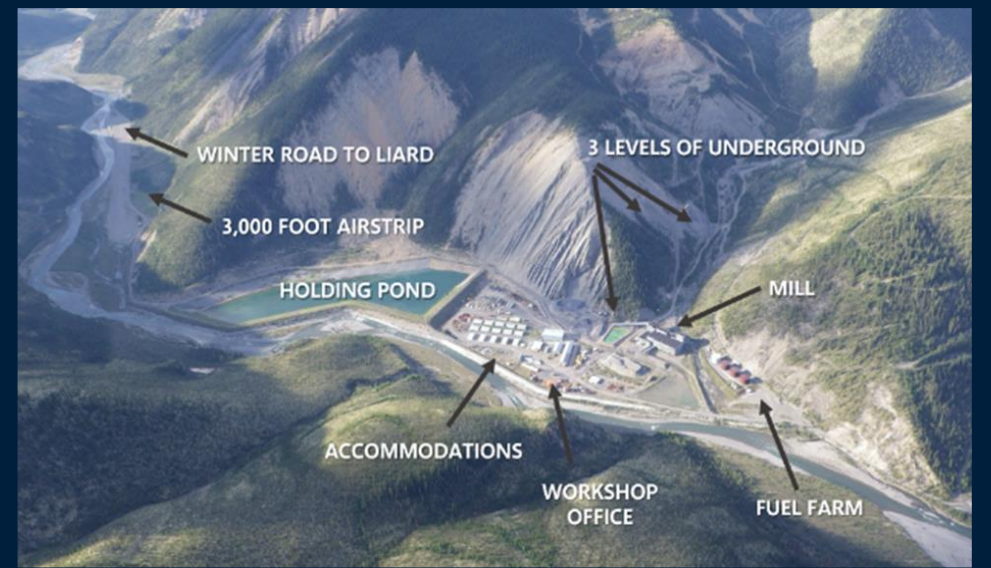 3 LEVELS OF UNDERGROUND
WINTER ROAD TO LIARD
3,000 FOOT AIRSTRIP
HOLDING POND
MILL
ACCOMMODATIONS
WORKSHOP
OFFICE
FUEL FARM